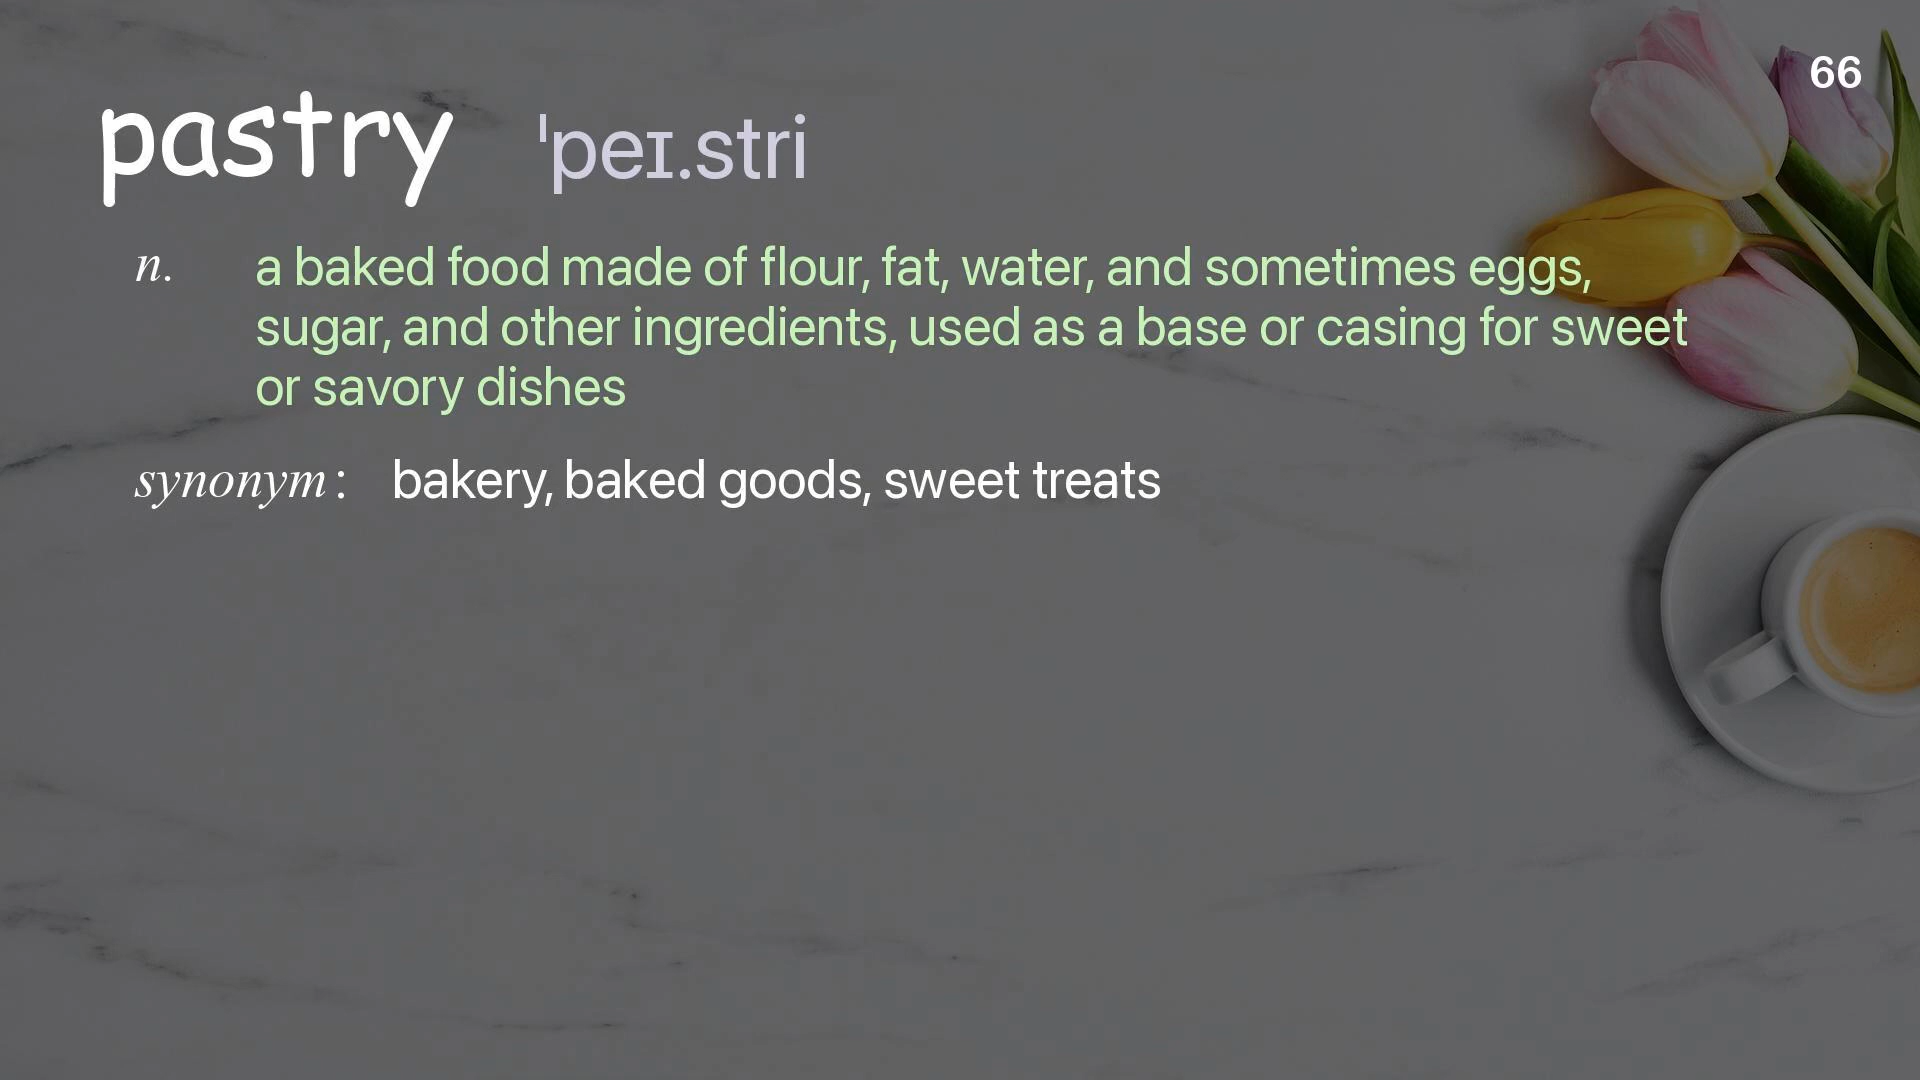 66
pastry ˈpeɪ.stri
n. a baked food made of flour, fat, water, and sometimes eggs,
sugar, and other ingredients, used as a base or casing for sweet
or savory dishes
synonym: bakery, baked goods, sweet treats